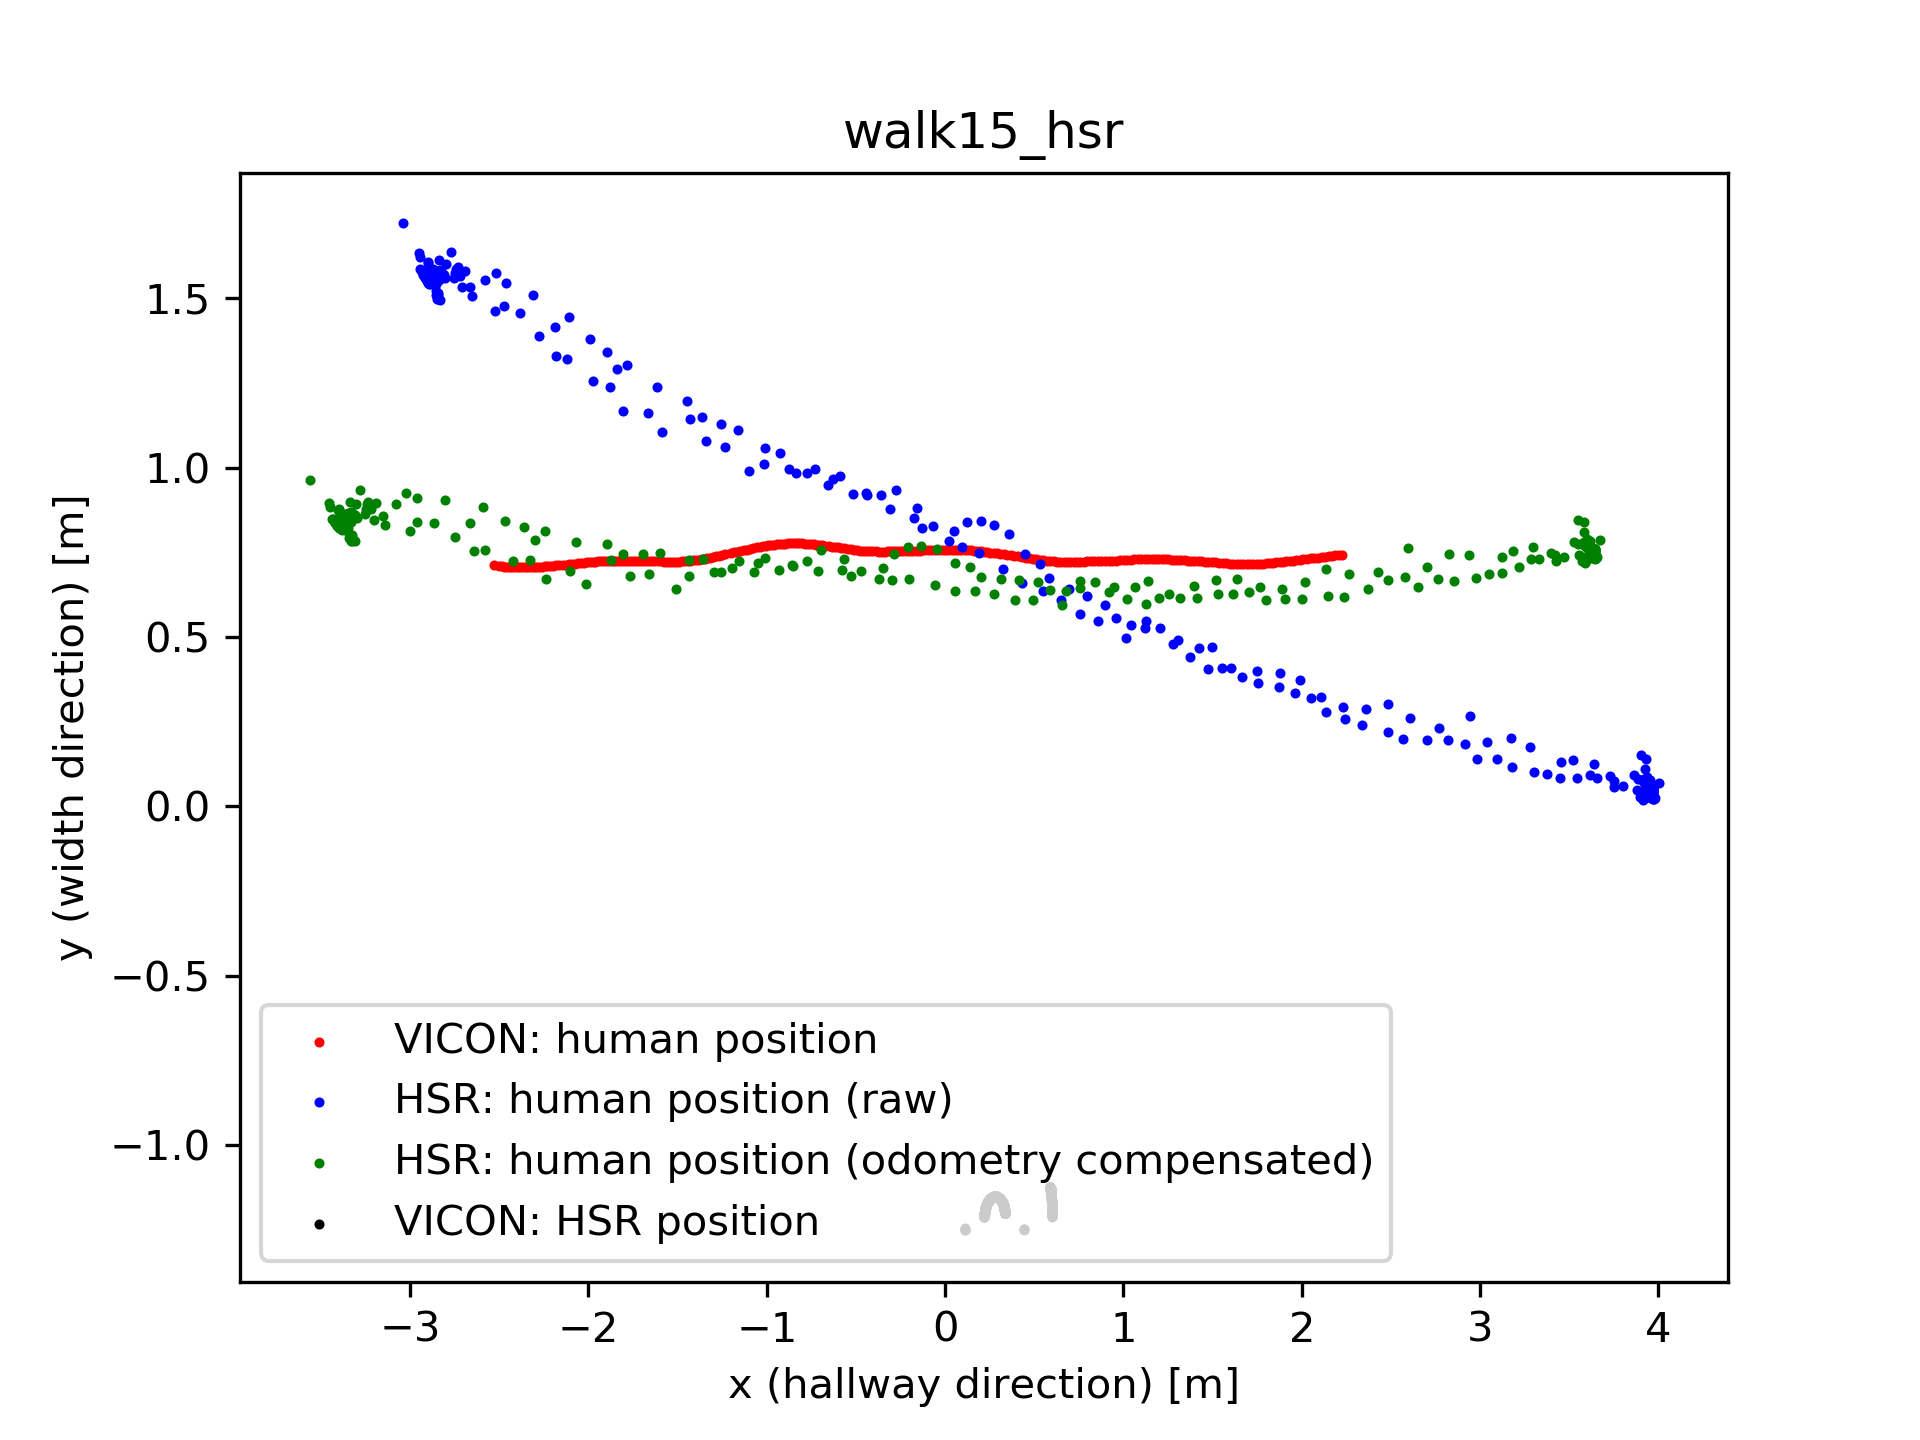 walk15_hsr
1.5
1.0
0.5
0.0
−0.5
−1.0
y (width direction) [m]
VICON: human position
HSR: human position (raw)
HSR: human position (odometry compensated)
VICON: HSR position
−3
−2
−1
0
1
2
3
4
x (hallway direction) [m]